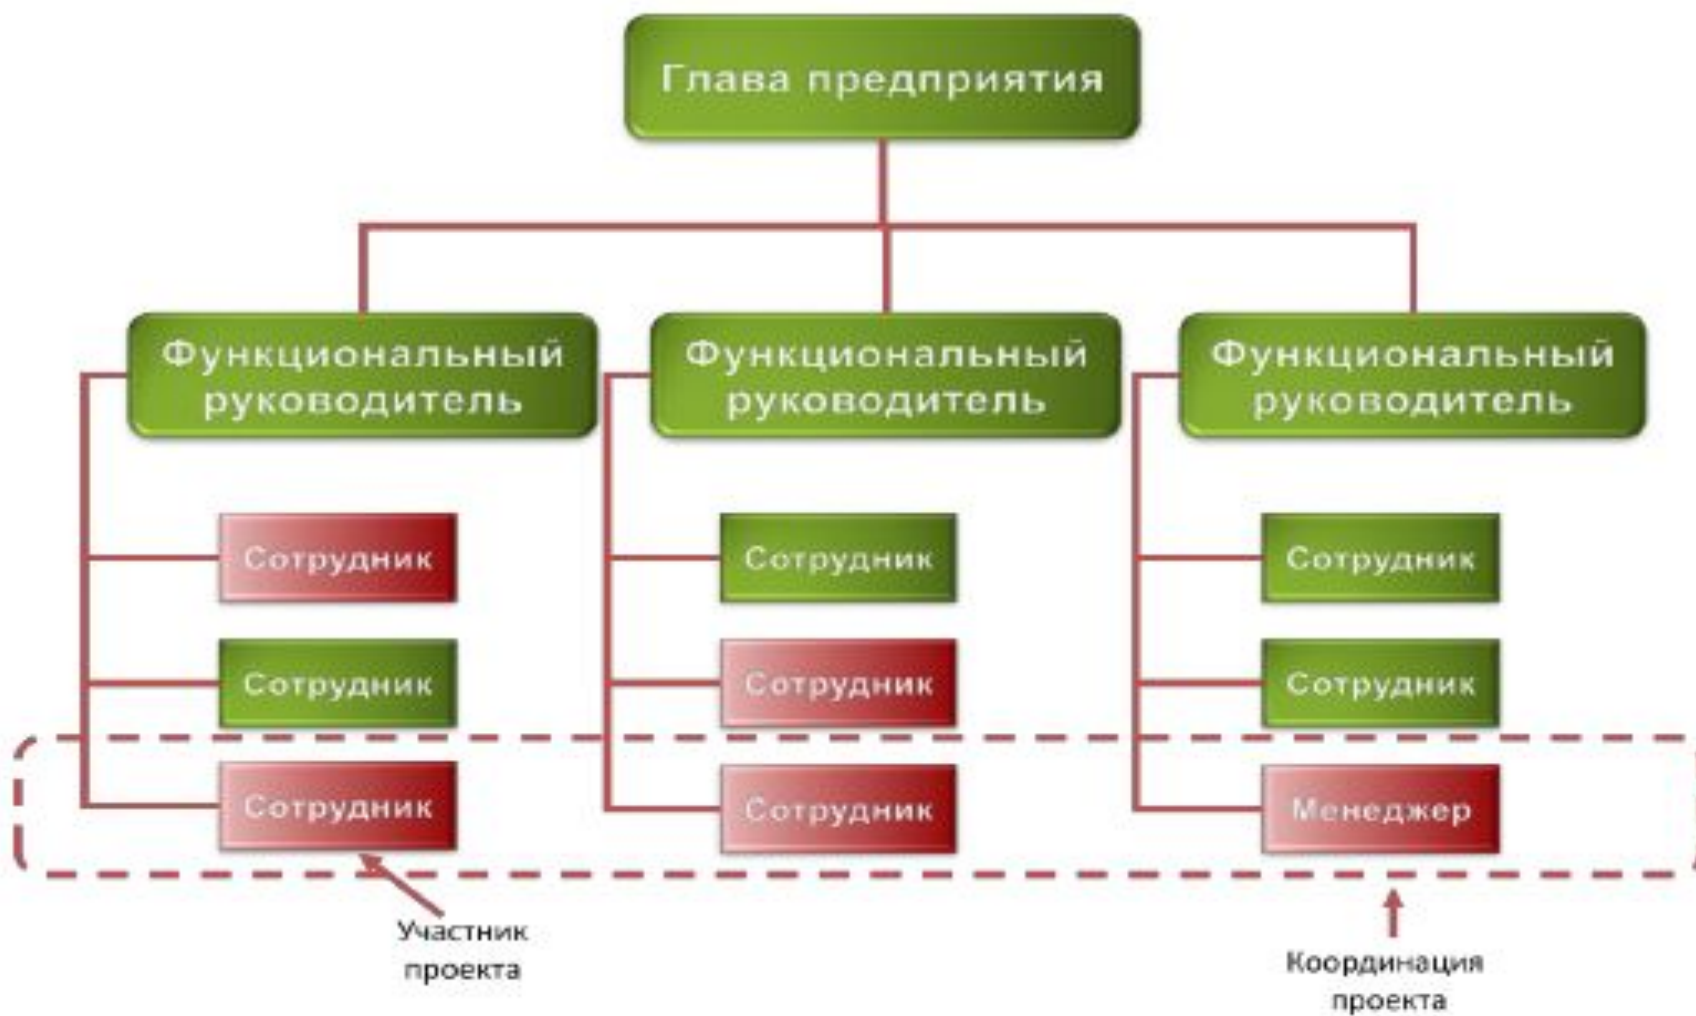 Глава предприятия
Функциональный
руководитель
Функциональный
руководитель
Функциональный
руководитель
Сотрудник
Сотрудник
Сотрудник
Сотрудник
Сотрудник
Сотрудник
Сотрудник
Сотрудник
Менеджер
Участник
проекта
Координация
проекта